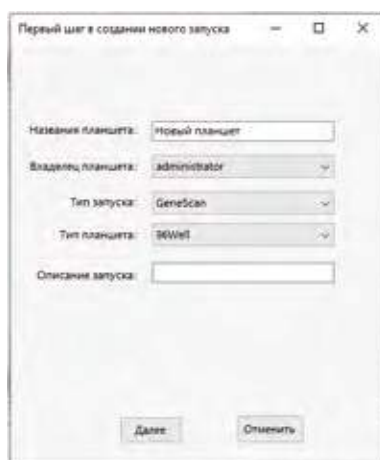 Первый шаг в создании нового запуска
Названия планшета: Новый планшет
Владелец планшета: administrator
Тип запуска: GeneScan
Тип планшета: 96Well
Описание запуска:
Далее Отменить